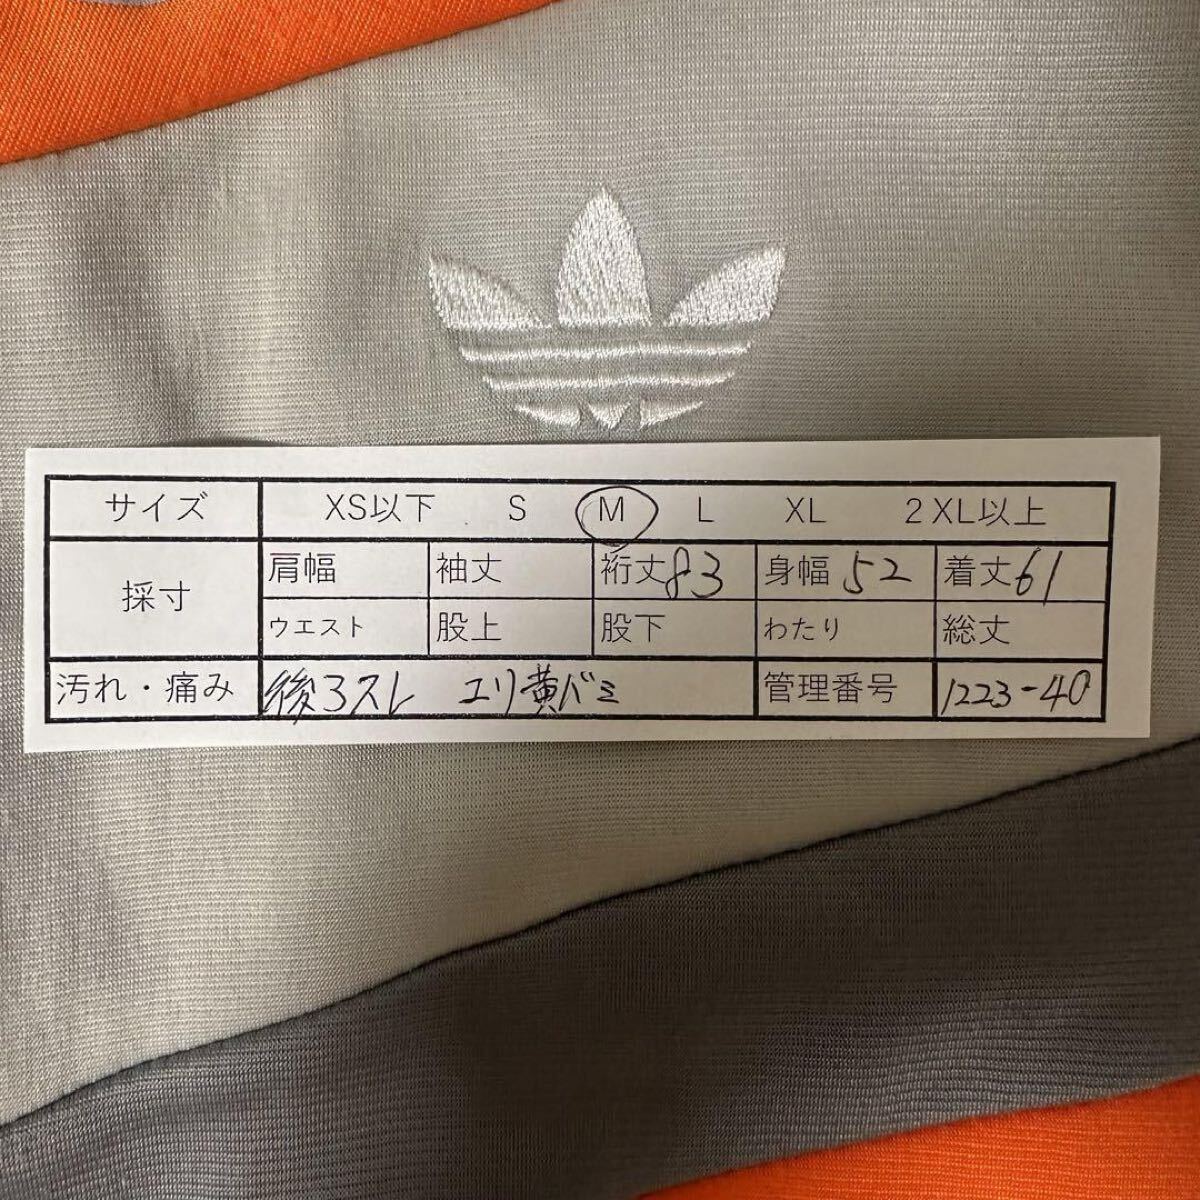 サイズ XS以下 S M L XL 2XL以上
採寸 肩幅 袖丈 裄丈83 身幅52 着丈61
ウエスト 股上 股下 わたり 総丈
汚れ・痛み 後ろスレ エリ黄バミ 管理番号 1223-40